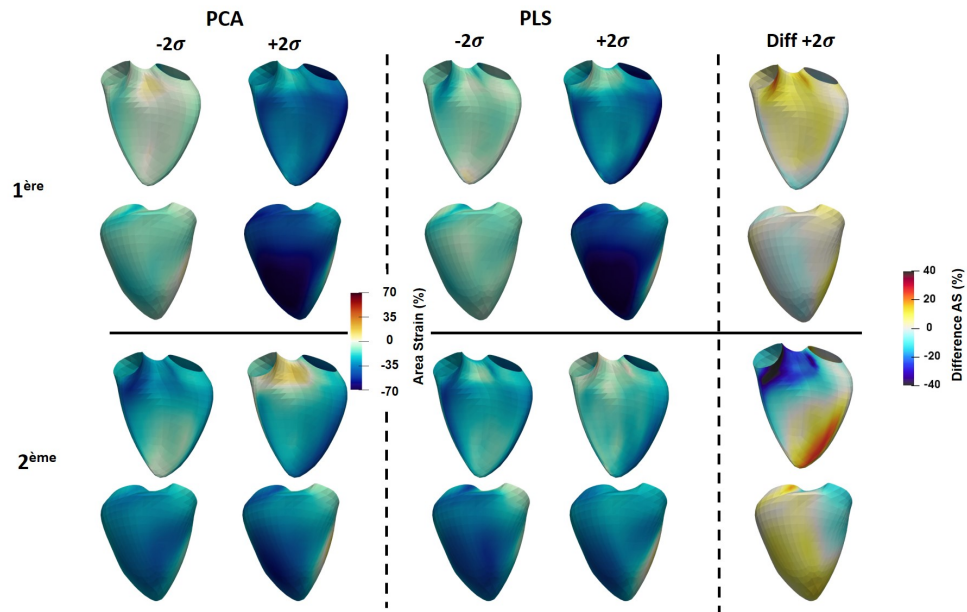 PCA
PLS
-2σ
+2σ
-2σ
+2σ
Diff +2σ
1ère
2ème
70
35
0
-35
-70
Area Strain (%)
40
20
0
-20
-40
Difference AS (%)